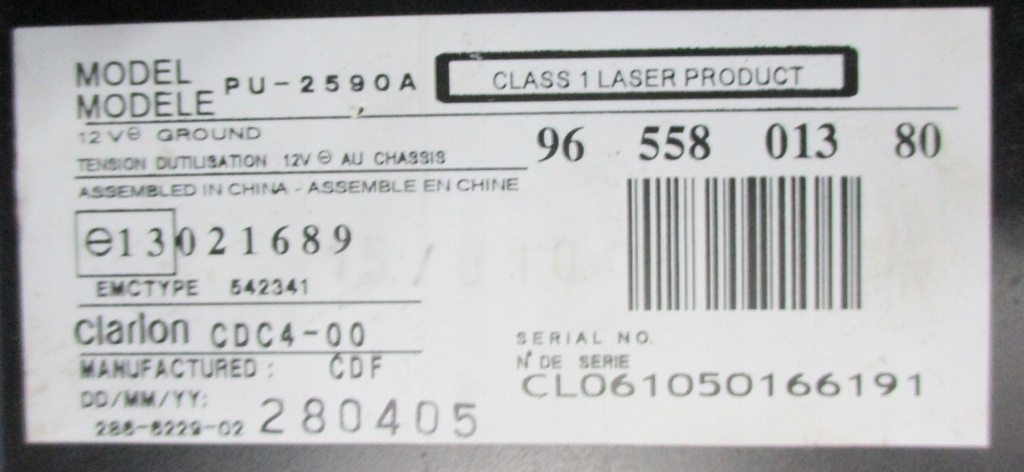 MODEL
MODELE PU-2590A
CLASS 1 LASER PRODUCT
12 V⊖ GROUND
TENSION D'UTILISATION 12V ⊖ AU CHASSIS
ASSEMBLED IN CHINA - ASSEMBLE EN CHINE
96 558 013 80
e13 021689
EMCTYPE 542341
clarion CDC4-00
MANUFACTURED : CDF
DD/MM/YY: 280405
286-6229-02
SERIAL NO.
N° DE SERIE
CL061050166191